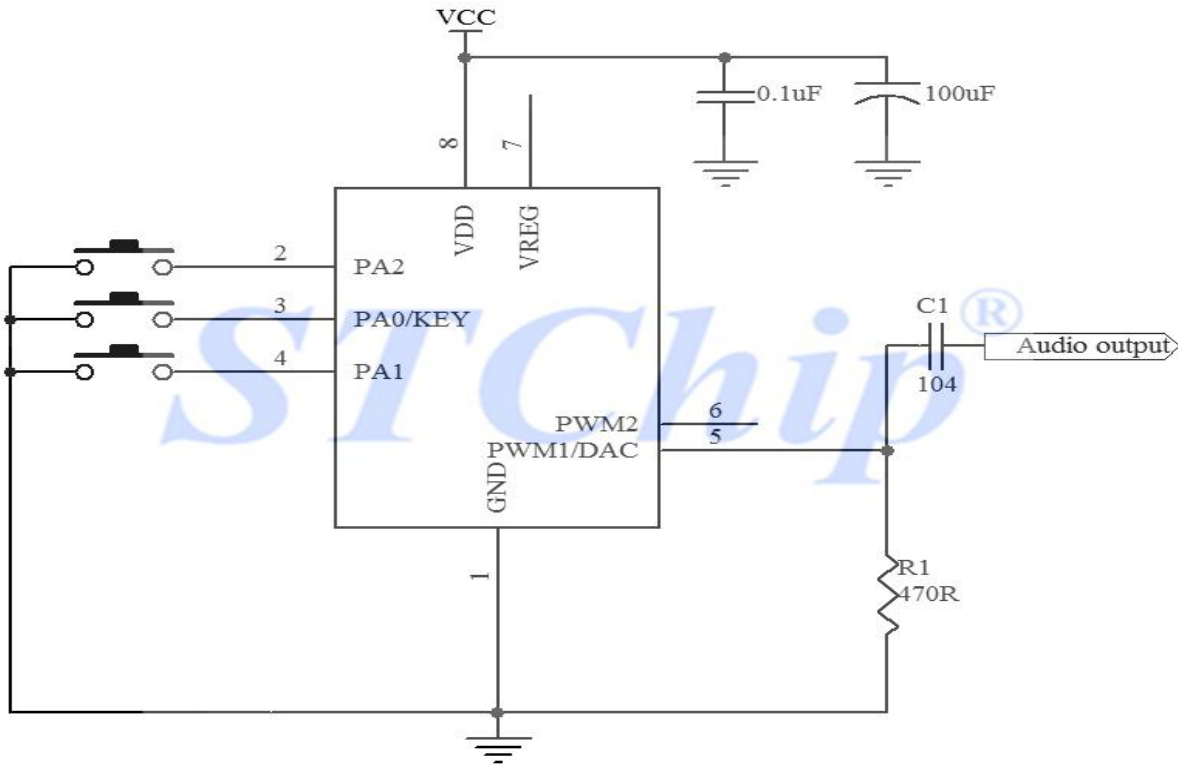 VCC
0.1uF
100uF
8
7
VDD
VREG
2
PA2
3
PA0/KEY
4
PA1
STChip®
C1
104
Audio output
PWM2
6
PWM1/DAC
5
GND
1
R1
470R